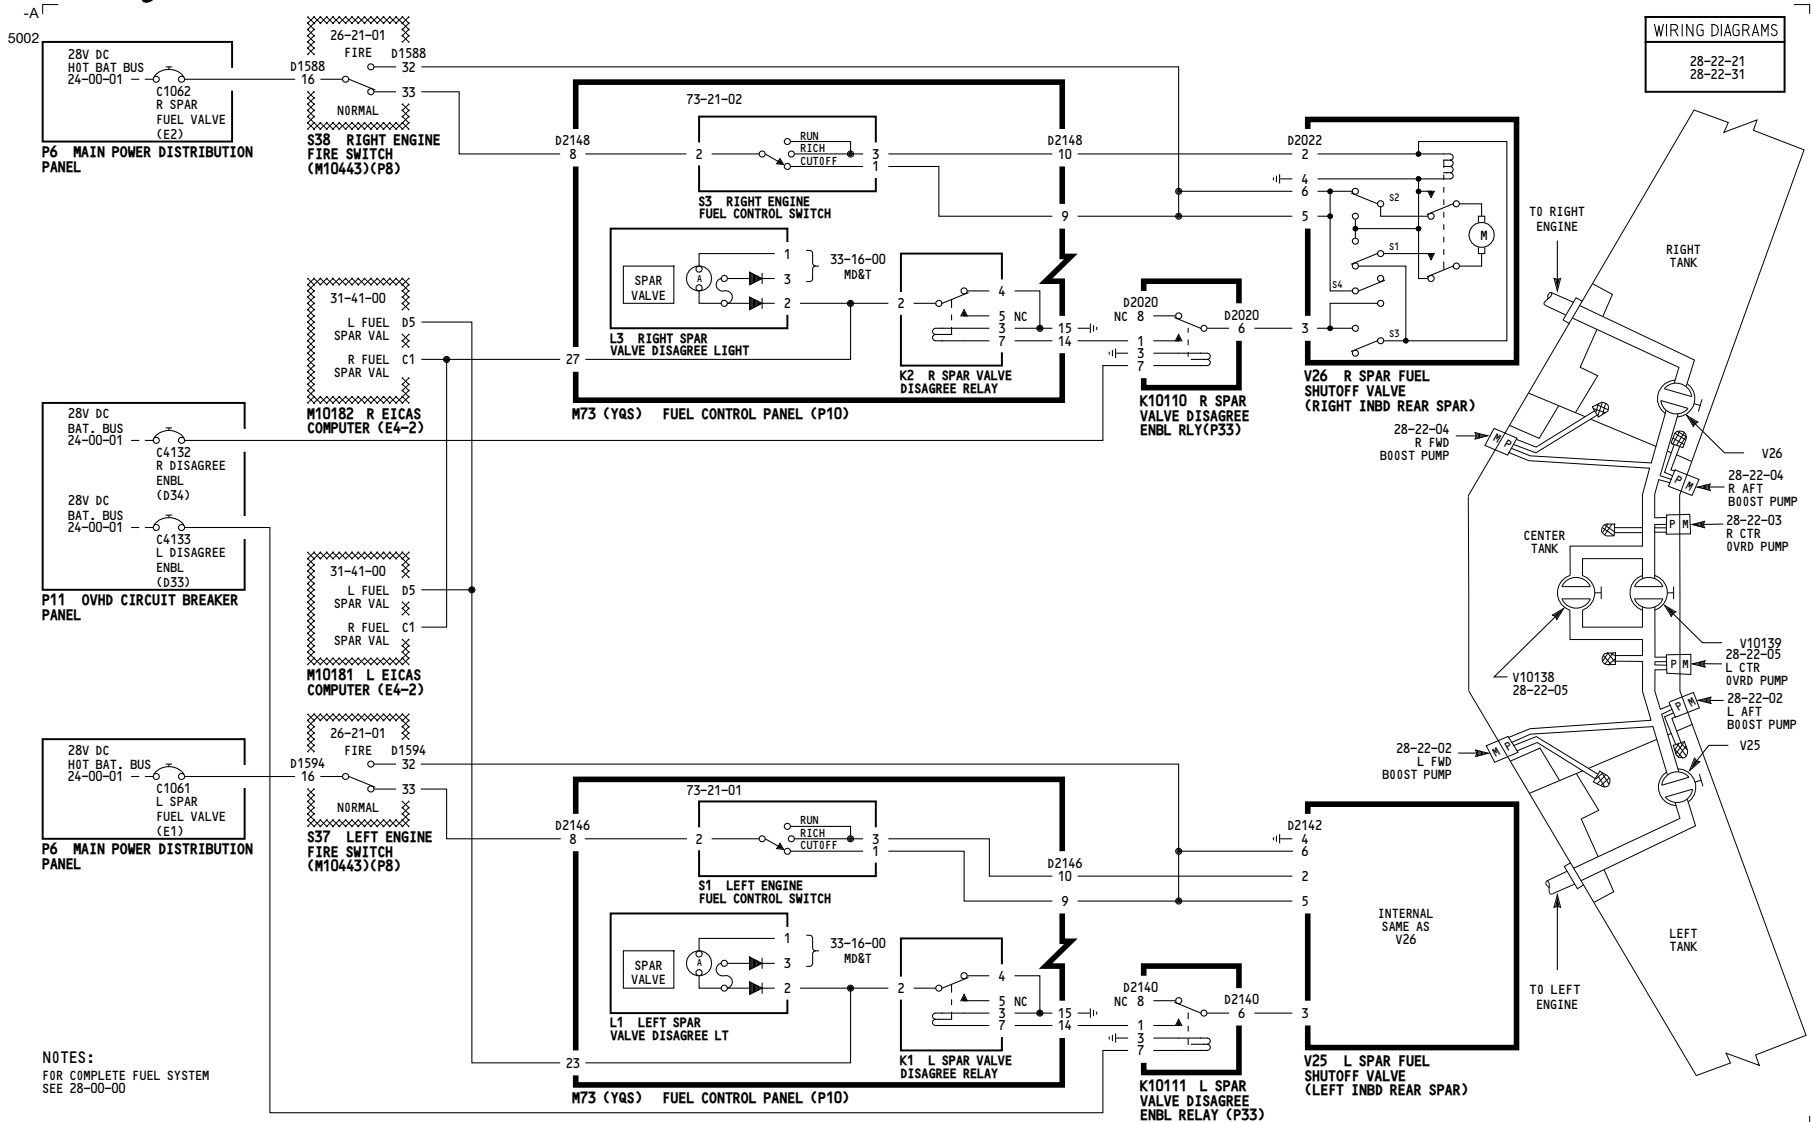 -A
5002
28V DC
HOT BAT BUS
24-00-01
C1062
R SPAR
FUEL VALVE
(E2)
P6 MAIN POWER DISTRIBUTION
PANEL
26-21-01
FIRE
D1588
D1588
16
32
33
NORMAL
S38 RIGHT ENGINE
FIRE SWITCH
(M10443)(P8)
73-21-02
D2148
8
2
RUN
RICH
CUTOFF
3
1
S3 RIGHT ENGINE
FUEL CONTROL SWITCH
D2148
10
9
SPAR
VALVE
A
1
3
2
33-16-00
MD&T
L3 RIGHT SPAR
VALVE DISAGREE LIGHT
2
4
5 NC
3
7
15
14
K2 R SPAR VALVE
DISAGREE RELAY
27
M73 (YQS) FUEL CONTROL PANEL (P10)
D2020
NC 8
D2020
6
1
3
7
K10110 R SPAR
VALVE DISAGREE
ENBL RLY(P33)
D2022
2
4
6
5
3
S2
S1
S4
S3
M
V26 R SPAR FUEL
SHUTOFF VALVE
(RIGHT INBD REAR SPAR)
31-41-00
L FUEL D5
SPAR VAL
R FUEL C1
SPAR VAL
M10182 R EICAS
COMPUTER (E4-2)
28V DC
BAT. BUS
24-00-01
C4132
R DISAGREE
ENBL
(D34)
28V DC
BAT. BUS
24-00-01
C4133
L DISAGREE
ENBL
(D33)
P11 OVHD CIRCUIT BREAKER
PANEL
31-41-00
L FUEL D5
SPAR VAL
R FUEL C1
SPAR VAL
M10181 L EICAS
COMPUTER (E4-2)
28V DC
HOT BAT. BUS
24-00-01
C1061
L SPAR
FUEL VALVE
(E1)
P6 MAIN POWER DISTRIBUTION
PANEL
26-21-01
FIRE
D1594
D1594
16
32
33
NORMAL
S37 LEFT ENGINE
FIRE SWITCH
(M10443)(P8)
73-21-01
D2146
8
2
RUN
RICH
CUTOFF
3
1
S1 LEFT ENGINE
FUEL CONTROL SWITCH
D2146
10
9
SPAR
VALVE
A
1
3
2
33-16-00
MD&T
L1 LEFT SPAR
VALVE DISAGREE LT
2
4
5 NC
3
7
15
14
K1 L SPAR VALVE
DISAGREE RELAY
23
M73 (YQS) FUEL CONTROL PANEL (P10)
D2140
NC 8
D2140
6
1
3
7
K10111 L SPAR
VALVE DISAGREE
ENBL RELAY (P33)
D2142
4
6
2
5
3
INTERNAL
SAME AS
V26
V25 L SPAR FUEL
SHUTOFF VALVE
(LEFT INBD REAR SPAR)
WIRING DIAGRAMS
28-22-21
28-22-31
TO RIGHT
ENGINE
RIGHT
TANK
28-22-04
R FWD
BOOST PUMP
M P
V26
28-22-04
R AFT
BOOST PUMP
P M
28-22-03
R CTR
OVRD PUMP
P M
CENTER
TANK
V10139
28-22-05
L CTR
OVRD PUMP
P M
V10138
28-22-05
28-22-02
L AFT
BOOST PUMP
P M
V25
28-22-02
L FWD
BOOST PUMP
M P
LEFT
TANK
TO LEFT
ENGINE
NOTES:
FOR COMPLETE FUEL SYSTEM
SEE 28-00-00